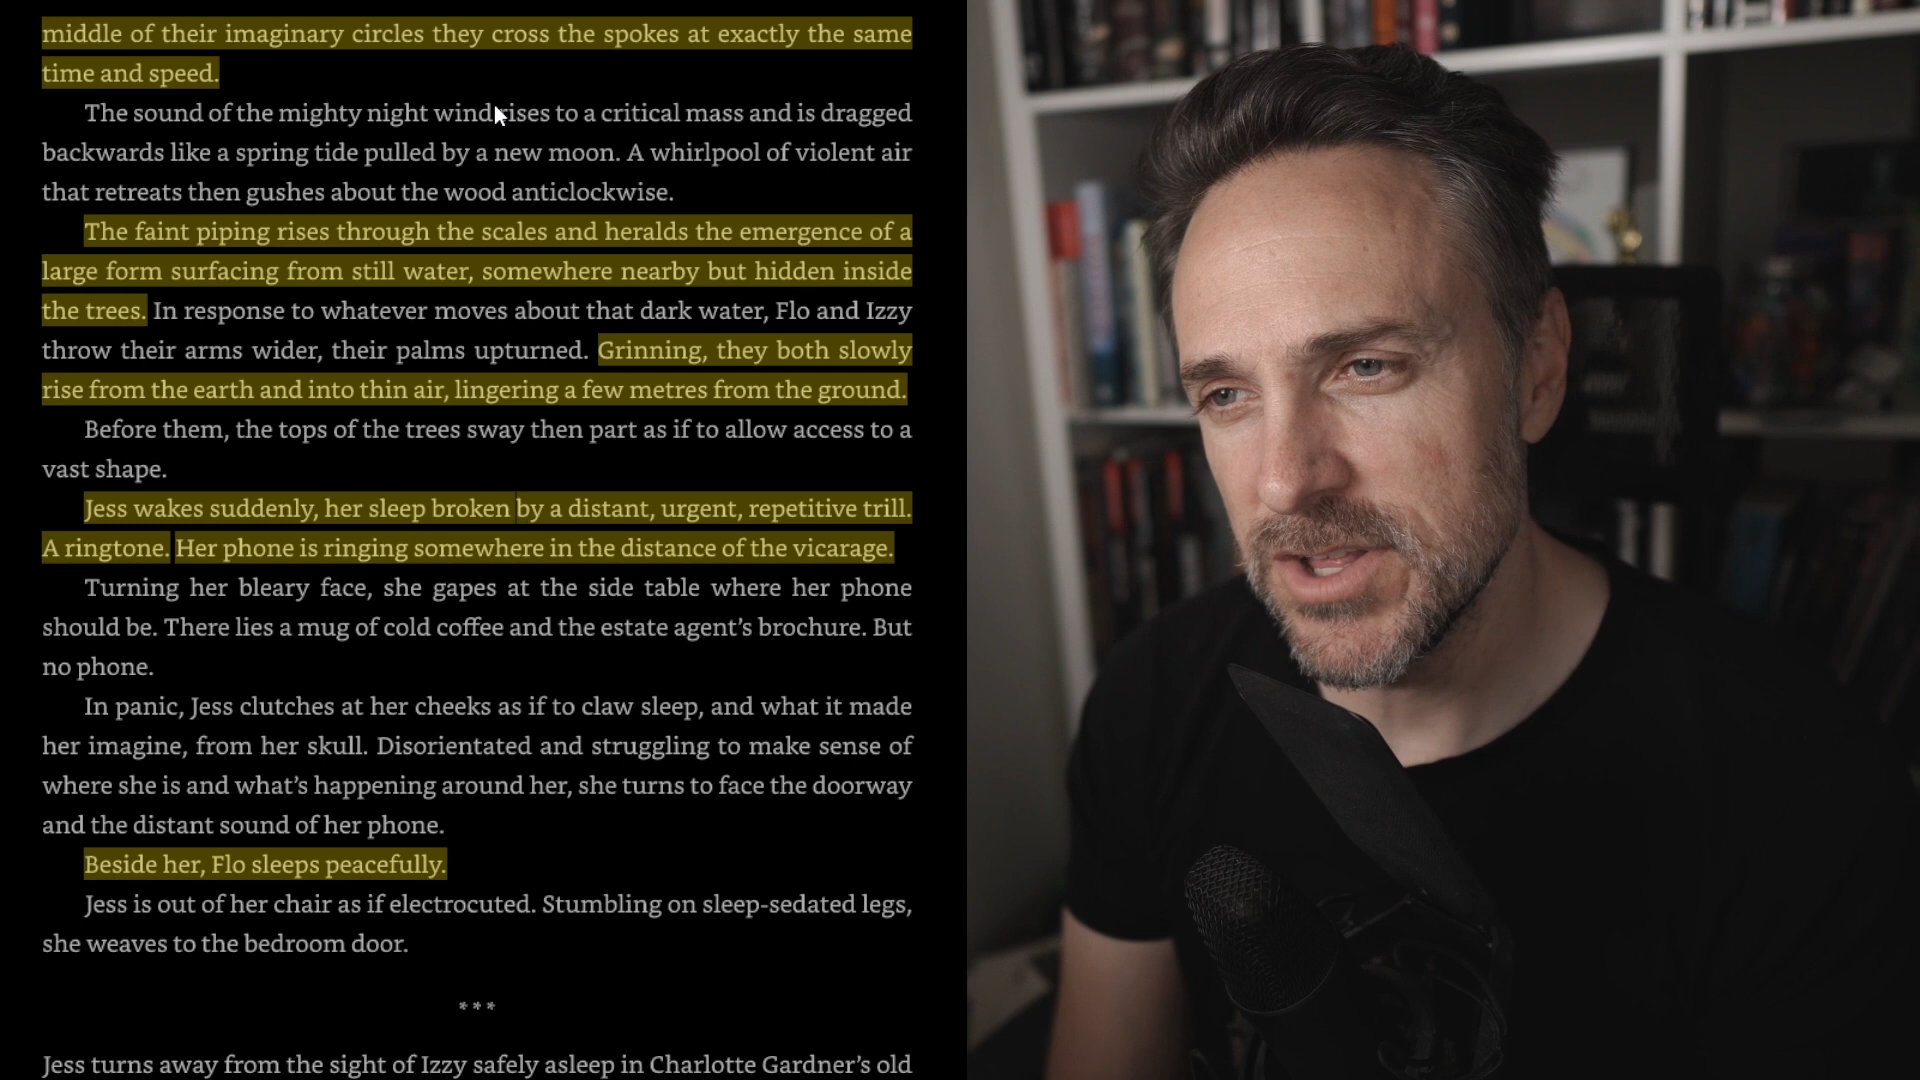 middle of their imaginary circles they cross the spokes at exactly the same
time and speed.
The sound of the mighty night wind rises to a critical mass and is dragged
backwards like a spring tide pulled by a new moon. A whirlpool of violent air
that retreats then gushes about the wood anticlockwise.
The faint piping rises through the scales and heralds the emergence of a
large form surfacing from still water, somewhere nearby but hidden inside
the trees. In response to whatever moves about that dark water, Flo and Izzy
throw their arms wider, their palms upturned. Grinning, they both slowly
rise from the earth and into thin air, lingering a few metres from the ground.
Before them, the tops of the trees sway then part as if to allow access to a
vast shape.
Jess wakes suddenly, her sleep broken by a distant, urgent, repetitive trill.
A ringtone. Her phone is ringing somewhere in the distance of the vicarage.
Turning her bleary face, she gapes at the side table where her phone
should be. There lies a mug of cold coffee and the estate agent’s brochure. But
no phone.
In panic, Jess clutches at her cheeks as if to claw sleep, and what it made
her imagine, from her skull. Disorientated and struggling to make sense of
where she is and what’s happening around her, she turns to face the doorway
and the distant sound of her phone.
Beside her, Flo sleeps peacefully.
Jess is out of her chair as if electrocuted. Stumbling on sleep-sedated legs,
she weaves to the bedroom door.
***
Jess turns away from the sight of Izzy safely asleep in Charlotte Gardner’s old